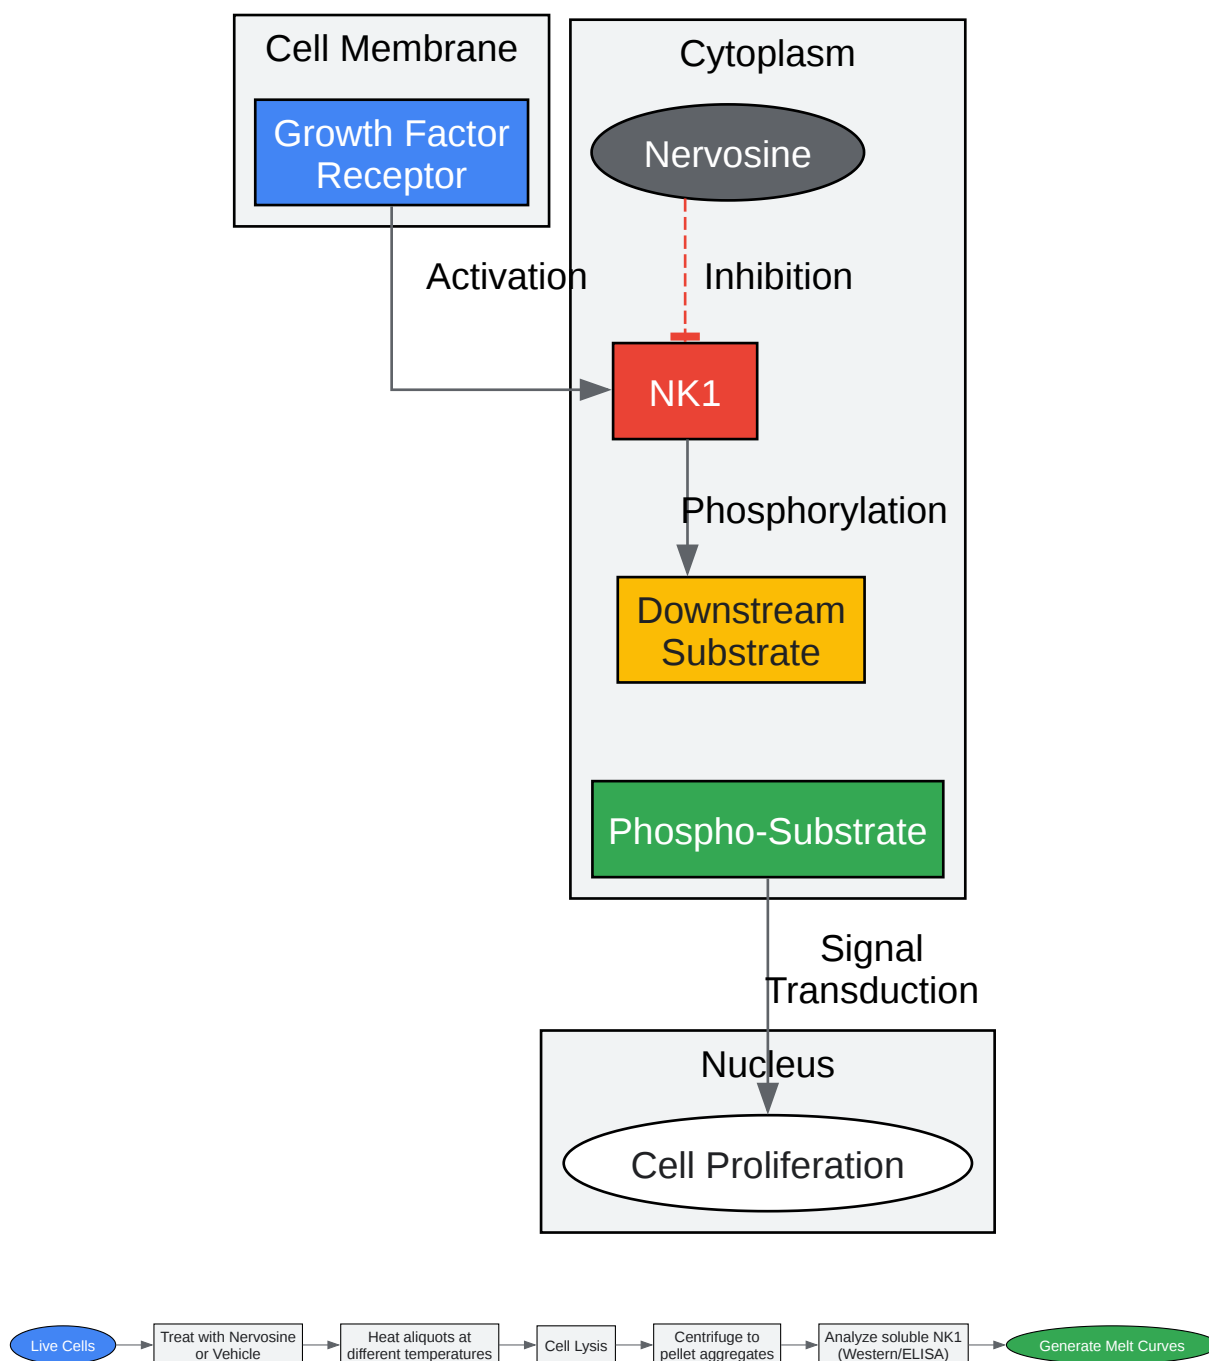 Cell Membrane
Growth Factor
Receptor
Cytoplasm
Nervosine
Activation
Inhibition
NK1
Phosphorylation
Downstream
Substrate
Phospho-Substrate
Signal
Transduction
Nucleus
Cell Proliferation
Live Cells
Treat with Nervosine
or Vehicle
Heat aliquots at
different temperatures
Cell Lysis
Centrifuge to
pellet aggregates
Analyze soluble NK1
(Western/ELISA)
Generate Melt Curves